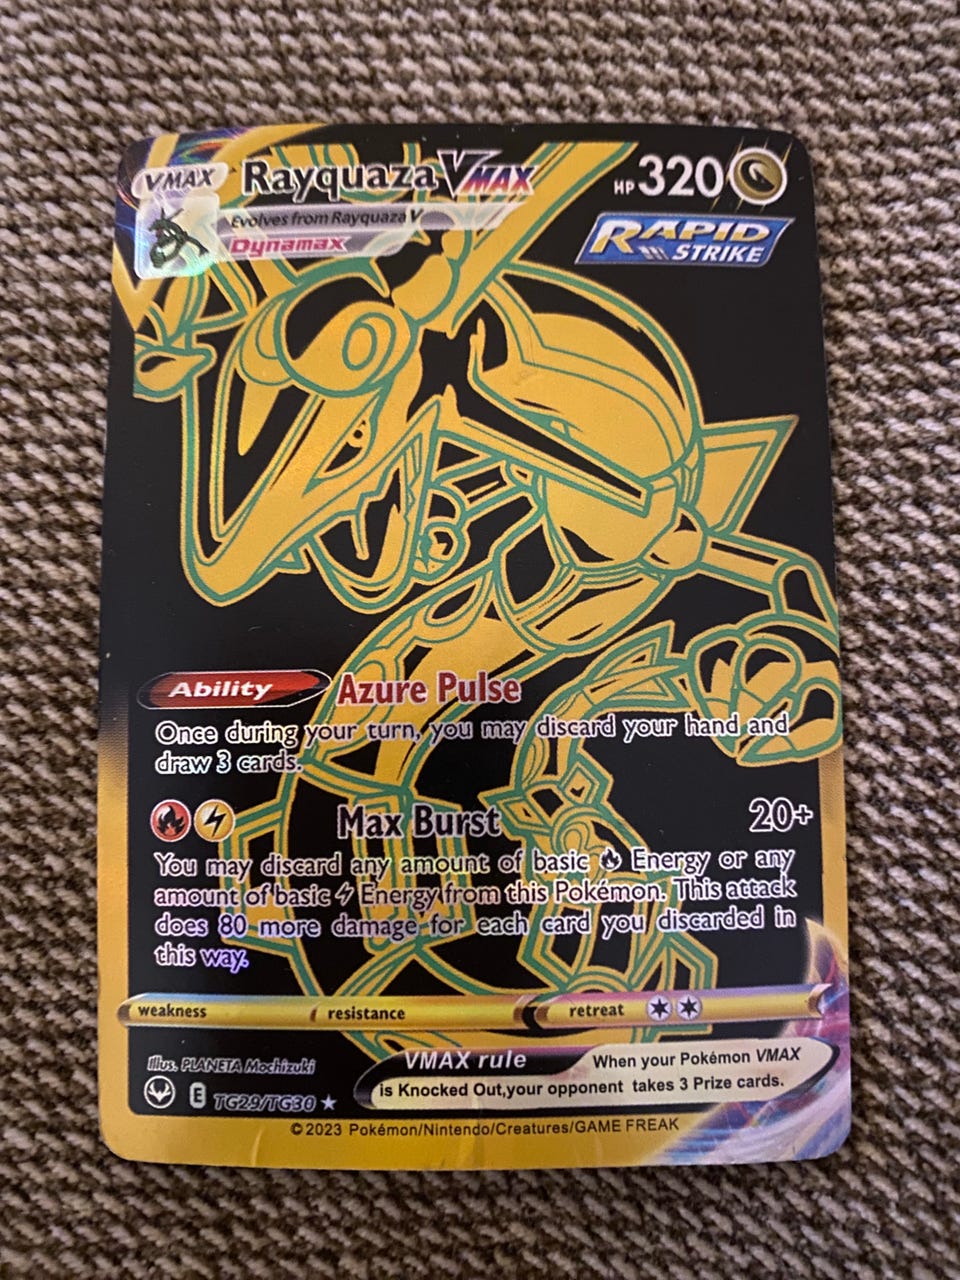 VMAX Rayquaza VMAX HP 320
Evolves from Rayquaza V
Dynamax
RAPID
STRIKE
Ability Azure Pulse
Once during your turn, you may discard your hand and
draw 3 cards.
Max Burst 20+
You may discard any amount of basic Energy or any
amount of basic Energy from this Pokémon. This attack
does 80 more damage for each card you discarded in
this way.
weakness resistance retreat
Illus. PLANETA Mochizuki
VMAX rule When your Pokémon VMAX
is Knocked Out,your opponent takes 3 Prize cards.
E TG29/TG30
©2023 Pokémon/Nintendo/Creatures/GAME FREAK